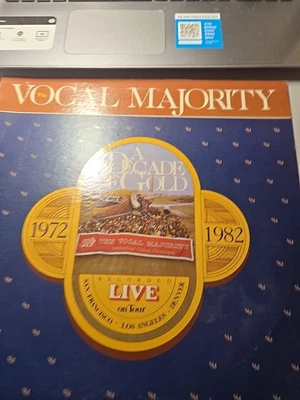 THE
VOCAL MAJORITY
A
DECADE
OF GOLD
1972
1982
THE VOCAL MAJORITY
RECORDED
LIVE
on Tour
SAN FRANCISCO • LOS ANGELES • DENVER